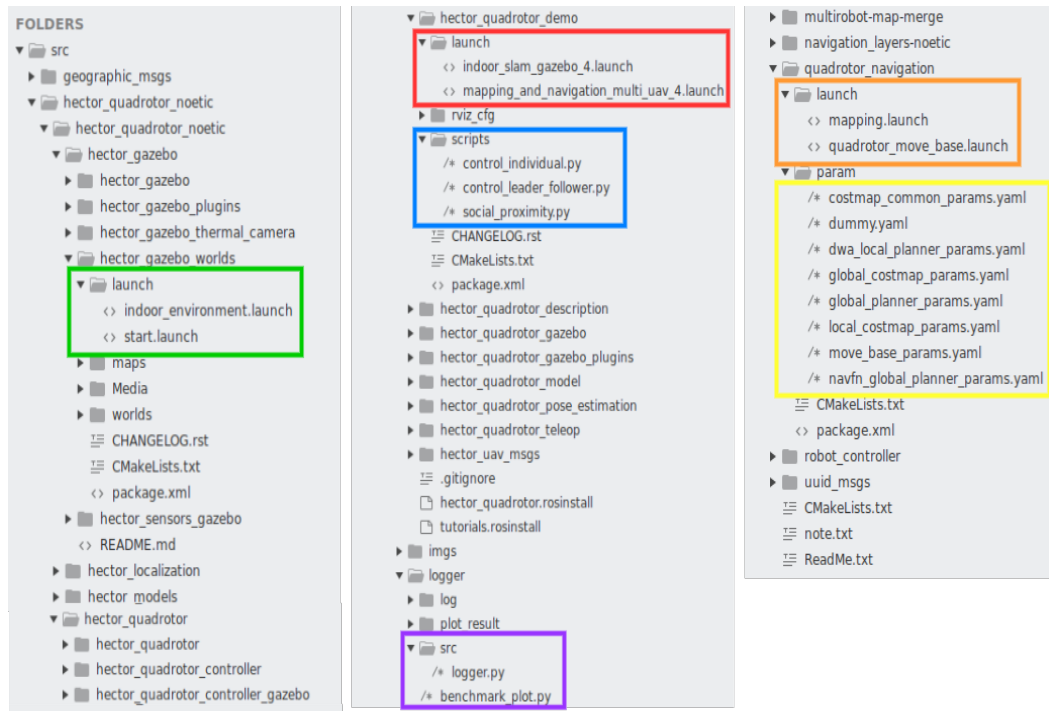 FOLDERS
src
geographic_msgs
hector_quadrotor_noetic
hector_quadrotor_noetic
hector_gazebo
hector_gazebo
hector_gazebo_plugins
hector_gazebo_thermal_camera
hector_gazebo_worlds
launch
<> indoor_environment.launch
<> start.launch
maps
Media
worlds
CHANGELOG.rst
CMakeLists.txt
<> package.xml
hector_sensors_gazebo
<> README.md
hector_localization
hector_models
hector_quadrotor
hector_quadrotor
hector_quadrotor_controller
hector_quadrotor_controller_gazebo
hector_quadrotor_demo
launch
<> indoor_slam_gazebo_4.launch
<> mapping_and_navigation_multi_uav_4.launch
rviz_cfg
scripts
/* control_individual.py
/* control_leader_follower.py
/* social_proximity.py
CHANGELOG.rst
CMakeLists.txt
<> package.xml
hector_quadrotor_description
hector_quadrotor_gazebo
hector_quadrotor_gazebo_plugins
hector_quadrotor_model
hector_quadrotor_pose_estimation
hector_quadrotor_teleop
hector_uav_msgs
.gitignore
hector_quadrotor.rosinstall
tutorials.rosinstall
imgs
logger
log
plot_result
src
/* logger.py
/* benchmark_plot.py
multirobot-map-merge
navigation_layers-noetic
quadrotor_navigation
launch
<> mapping.launch
<> quadrotor_move_base.launch
param
/* costmap_common_params.yaml
/* dummy.yaml
/* dwa_local_planner_params.yaml
/* global_costmap_params.yaml
/* global_planner_params.yaml
/* local_costmap_params.yaml
/* move_base_params.yaml
/* navfn_global_planner_params.yaml
CMakeLists.txt
<> package.xml
robot_controller
uuid_msgs
CMakeLists.txt
note.txt
ReadMe.txt